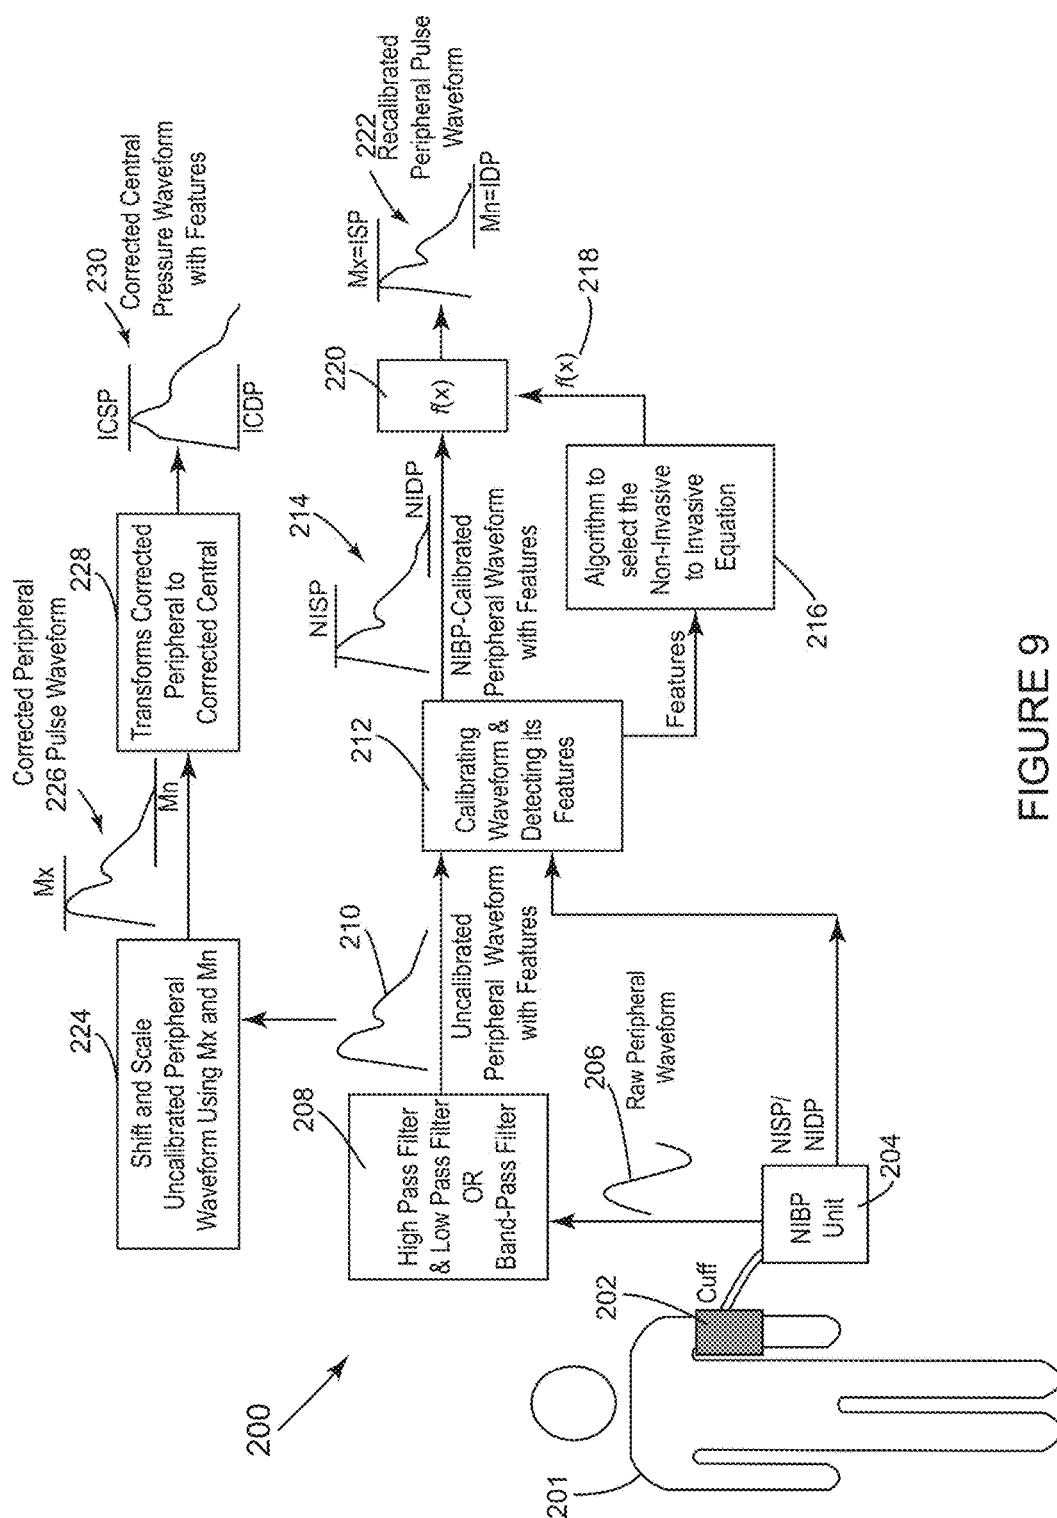 ICSP
230
Corrected Central
Pressure Waveform
with Features
ICDP
Corrected Peripheral
226 Pulse Waveform
228
Transforms Corrected
Peripheral to
Corrrected Central
Mx
Mn
224
Shift and Scale
Uncalibrated Peripheral
Waveform Using Mx and Mn
Mx=ISP
222
Recalibrated
Peripheral Pulse
Waveform
Mn=IDP
220
f(x)
f(x)
218
NISP
214
NIDP
NIBP-Calibrated
Peripheral Waveform
with Features
Algorithm to
select the
Non-Invasive
to Invasive
Equation
216
212
Calibrating
Waveform &
Detecting its
Features
Features
210
Uncalibrated
Peripheral Waveform
with Features
208
High Pass Filter
& Low Pass Filter
OR
Band-Pass Filter
206
Raw Peripheral
Waveform
NISP/
NIDP
NIBP
Unit
204
Cuff
202
200
201
FIGURE 9